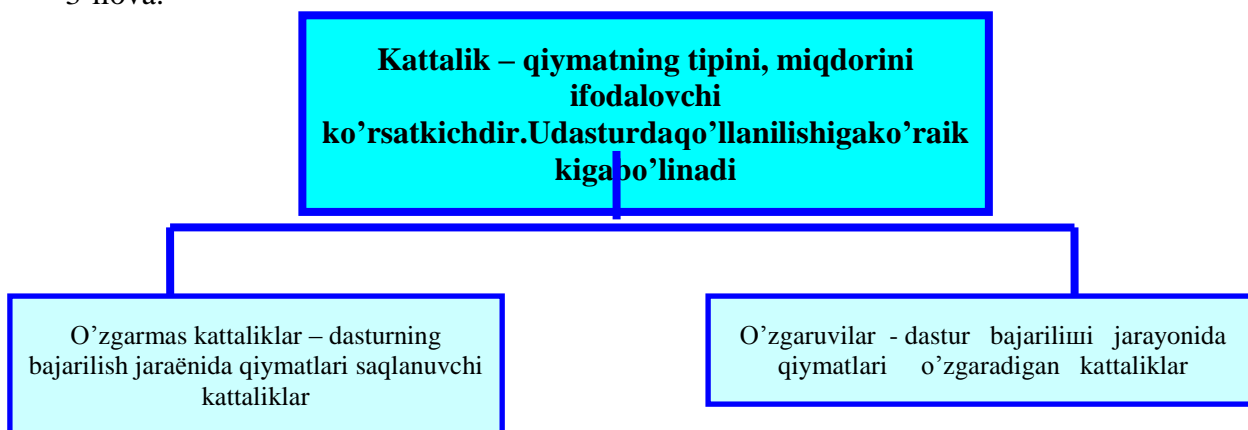 3-ilova.
Kattalik – qiymatning tipini, miqdorini
ifodalovchi
ko’rsatkichdir.Udasturdaqo’llanilishigako’raik
kigabo’linadi
O’zgarmas kattaliklar – dasturning
bajarilish jaraёnida qiymatlari saqlanuvchi
kattaliklar
O’zgaruvilar - dastur bajariliшi jarayonida
qiymatlari o’zgaradigan kattaliklar